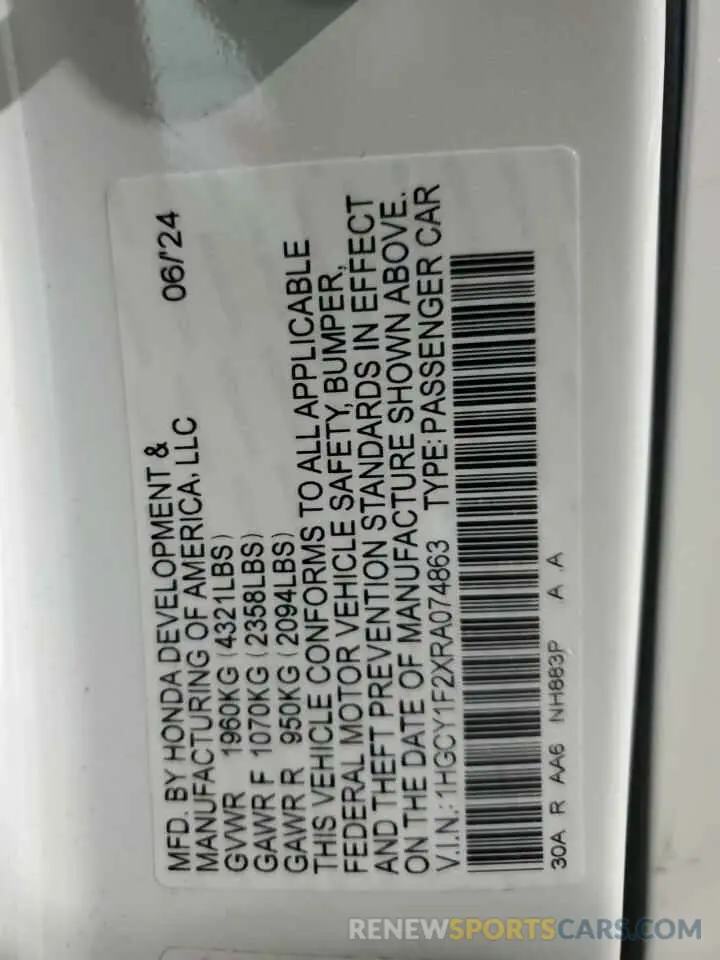 MFD. BY HONDA DEVELOPMENT &
MANUFACTURING OF AMERICA, LLC 06/'24
GVWR 1960KG (4321LBS)
GAWR F 1070KG (2358LBS)
GAWR R 950KG (2094LBS)
THIS VEHICLE CONFORMS TO ALL APPLICABLE
FEDERAL MOTOR VEHICLE SAFETY, BUMPER,
AND THEFT PREVENTION STANDARDS IN EFFECT
ON THE DATE OF MANUFACTURE SHOWN ABOVE.
V.I.N.: 1HGCY1F2XRA074863 TYPE: PASSENGER CAR
30A R AA6 NH883P A A
RENEWSPORTSCARS.COM